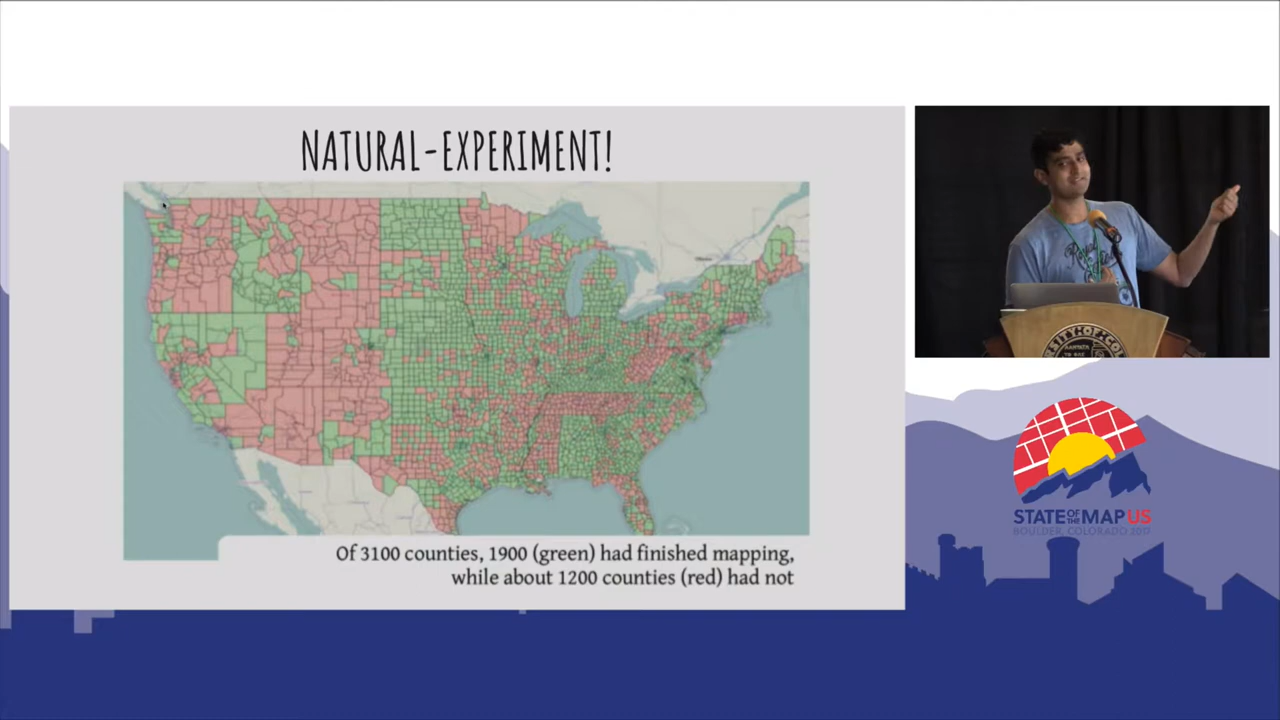 NATURAL-EXPERIMENT!
Of 3100 counties, 1900 (green) had finished mapping,
while about 1200 counties (red) had not
STATE OF THE MAP US
BOULDER, COLORADO 2017